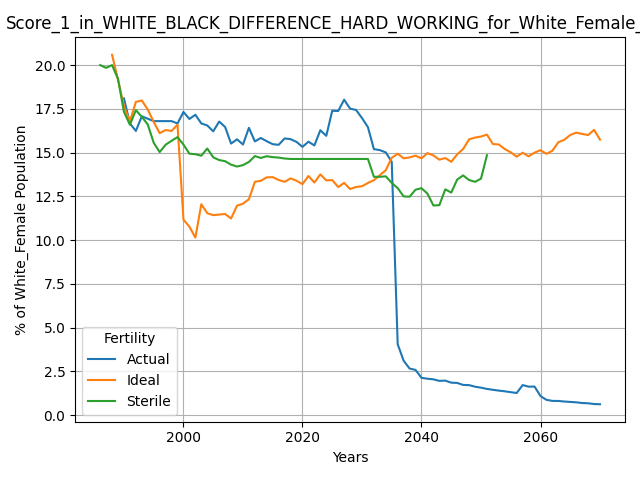 Score_1_in_WHITE_BLACK_DIFFERENCE_HARD_WORKING_for_White_Female_
20.0
17.5
15.0
12.5
10.0
7.5
5.0
2.5
0.0
% of White_Female Population
Fertility
Actual
Ideal
Sterile
2000 2020 2040 2060
Years